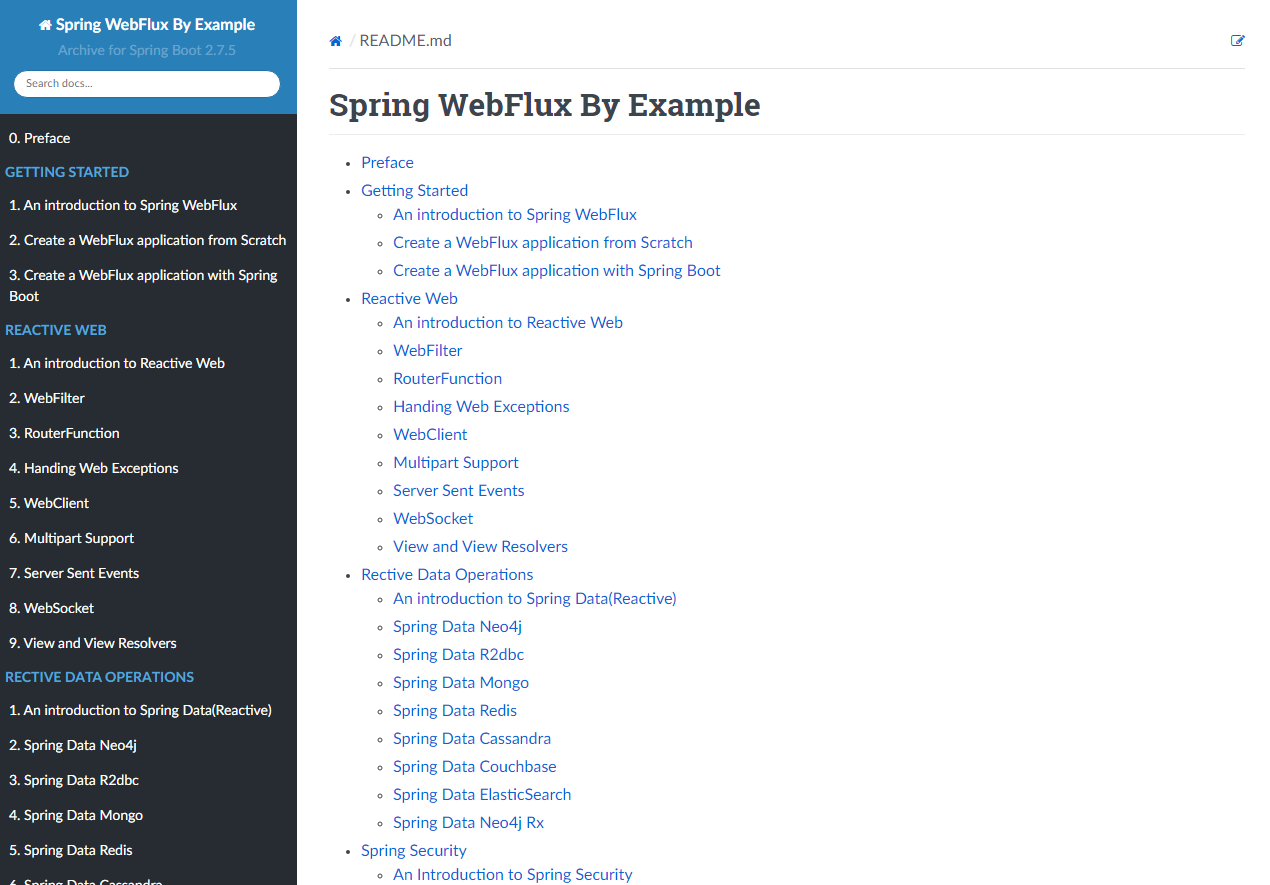 Spring WebFlux By Example
Archive for Spring Boot 2.7.5
Search docs...
0. Preface
GETTING STARTED
1. An introduction to Spring WebFlux
2. Create a WebFlux application from Scratch
3. Create a WebFlux application with Spring
Boot
REACTIVE WEB
1. An introduction to Reactive Web
2. WebFilter
3. RouterFunction
4. Handing Web Exceptions
5. WebClient
6. Multipart Support
7. Server Sent Events
8. WebSocket
9. View and View Resolvers
RECTIVE DATA OPERATIONS
1. An introduction to Spring Data(Reactive)
2. Spring Data Neo4j
3. Spring Data R2dbc
4. Spring Data Mongo
5. Spring Data Redis
6. Spring Data Cassandra
/ README.md
Spring WebFlux By Example
Preface
Getting Started
An introduction to Spring WebFlux
Create a WebFlux application from Scratch
Create a WebFlux application with Spring Boot
Reactive Web
An introduction to Reactive Web
WebFilter
RouterFunction
Handing Web Exceptions
WebClient
Multipart Support
Server Sent Events
WebSocket
View and View Resolvers
Rective Data Operations
An introduction to Spring Data(Reactive)
Spring Data Neo4j
Spring Data R2dbc
Spring Data Mongo
Spring Data Redis
Spring Data Cassandra
Spring Data Couchbase
Spring Data ElasticSearch
Spring Data Neo4j Rx
Spring Security
An Introduction to Spring Security